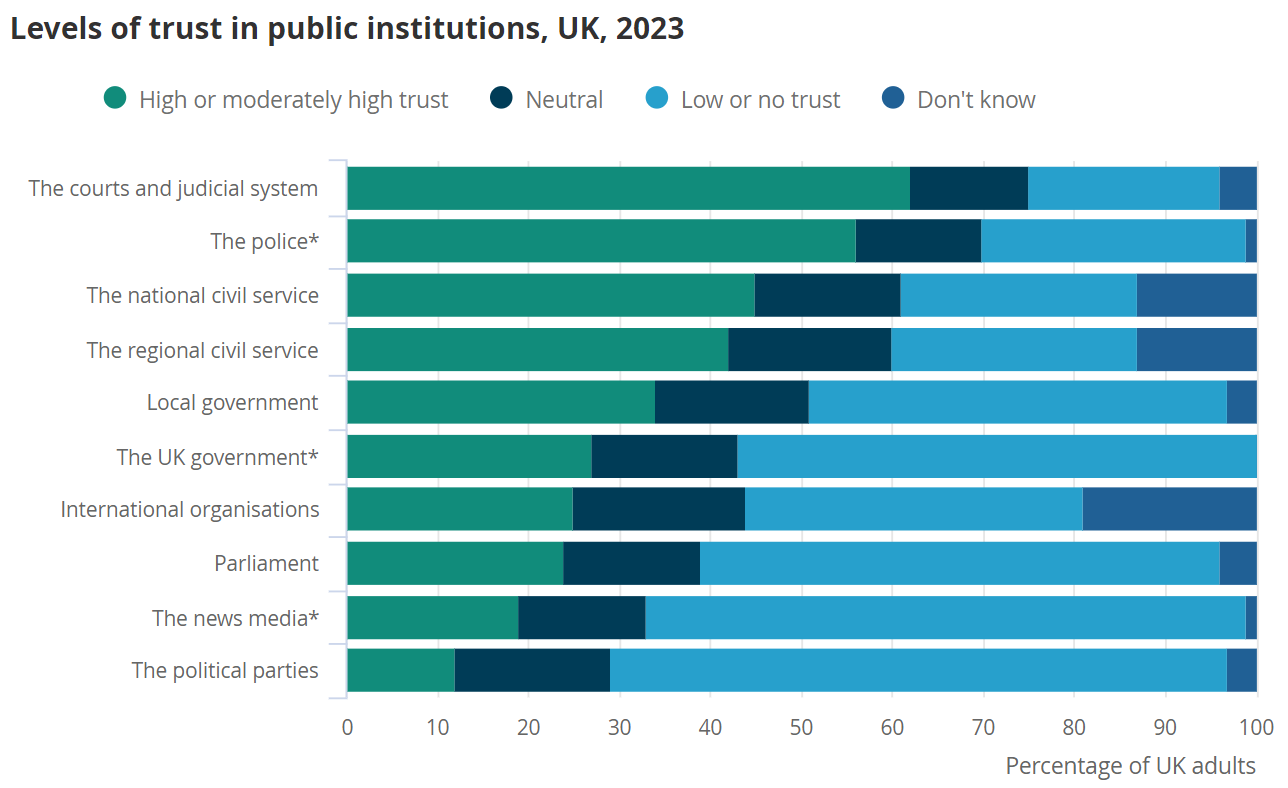 Levels of trust in public institutions, UK, 2023
High or moderately high trust Neutral Low or no trust Don't know
The courts and judicial system
The police*
The national civil service
The regional civil service
Local government
The UK government*
International organisations
Parliament
The news media*
The political parties
0 10 20 30 40 50 60 70 80 90 100
Percentage of UK adults